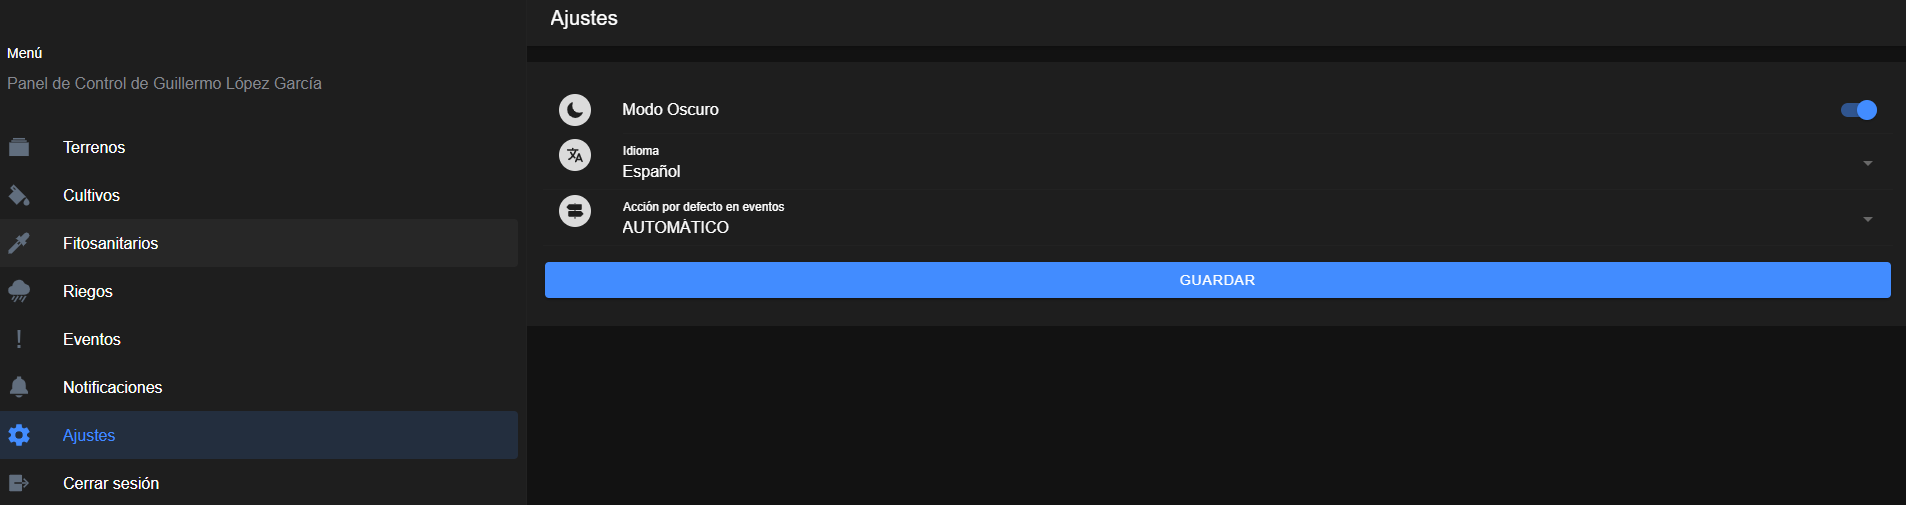 Menú
Panel de Control de Guillermo López García
Terrenos
Cultivos
Fitosanitarios
Riegos
Eventos
Notificaciones
Ajustes
Cerrar sesión
Ajustes
Modo Oscuro
Idioma
Español
Acción por defecto en eventos
AUTOMÁTICO
GUARDAR